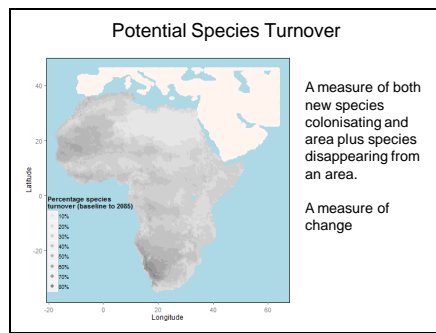 Potential Species Turnover
A measure of both
new species
colonisating and
area plus species
disappearing from
an area.
A measure of
change
40
20
0
-20
Latitude
Percentage species
turnover (baseline to 2085)
10%
20%
30%
40%
50%
60%
70%
80%
-20
0
20
40
60
Longitude